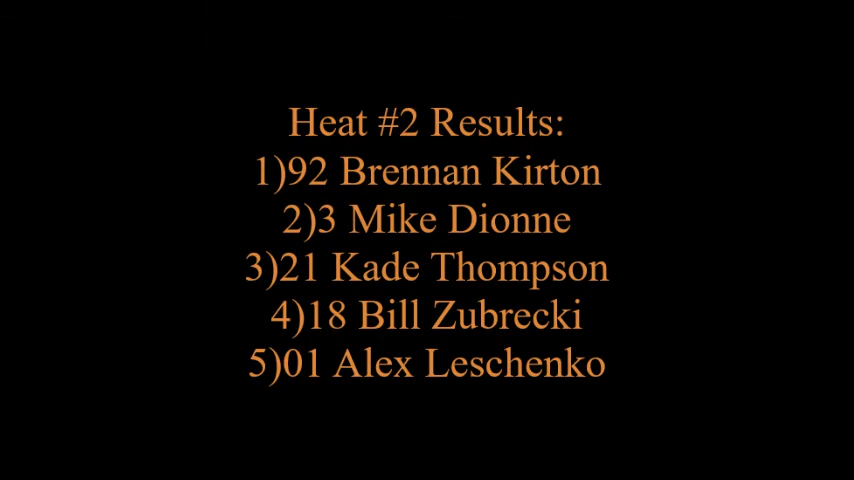 Heat #2 Results:
1)92 Brennan Kirton
2)3 Mike Dionne
3)21 Kade Thompson
4)18 Bill Zubrecki
5)01 Alex Leschenko